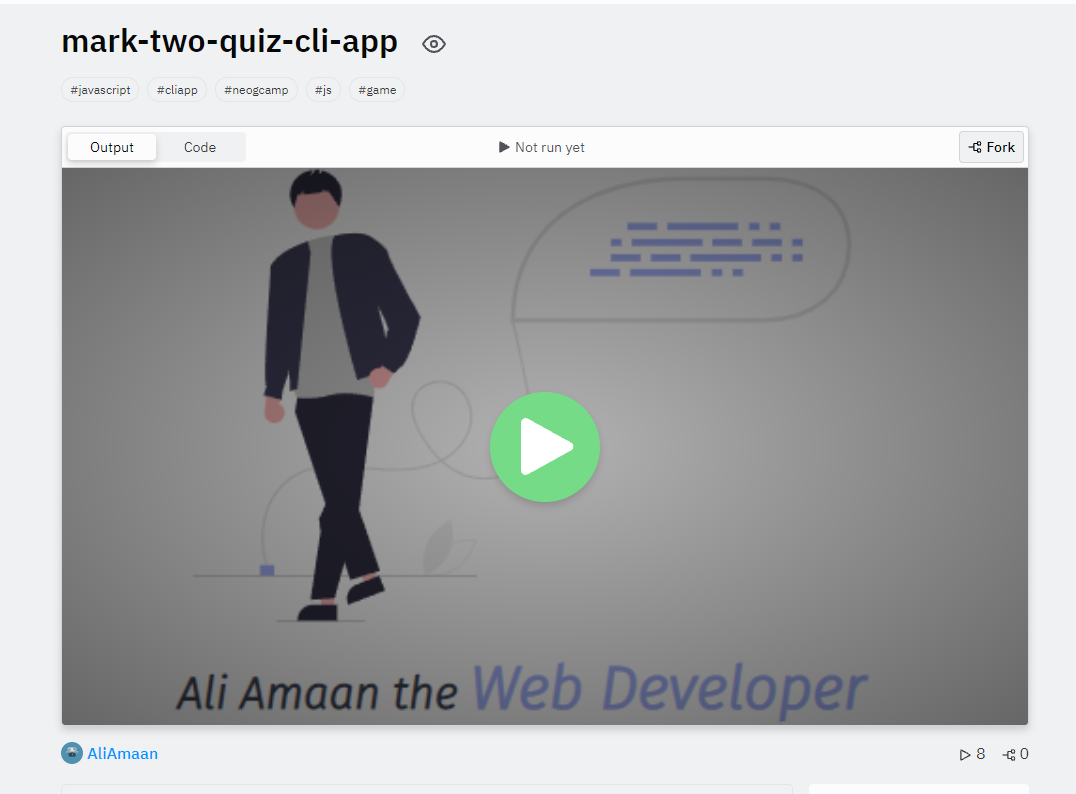 mark-two-quiz-cli-app
#javascript #cliapp #neogcamp #js #game
Output Code Not run yet Fork
Ali Amaan the Web Developer
AliAmaan 8 0